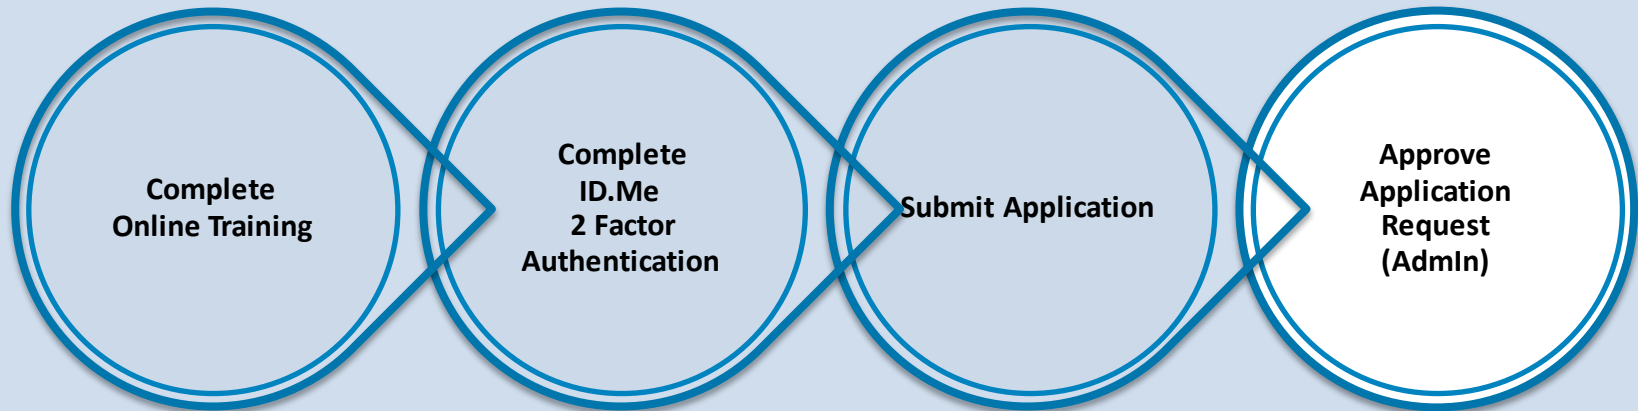 Complete
Online Training
Complete
ID.Me
2 Factor
Authentication
Submit Application
Approve
Application
Request
(AdmIn)